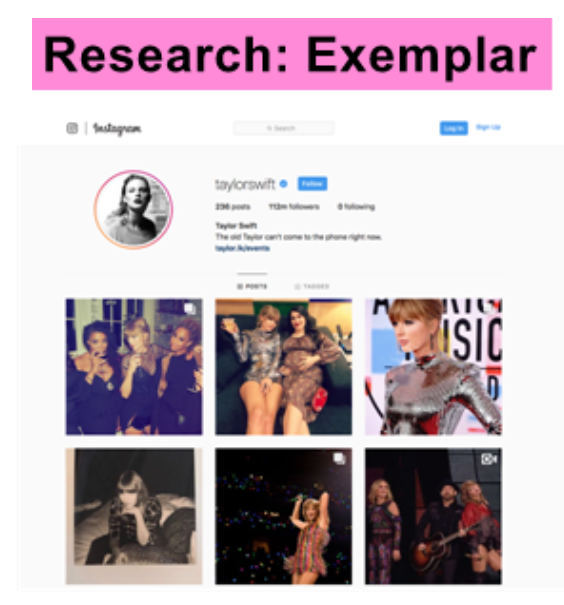 Research: Exemplar
Instagram
Search
Log In
Sign Up
taylorswift
Follow
236 posts 112m followers 0 following
Taylor Swift
The old Taylor can't come to the phone right now.
taylor.lk/events
POSTS TAGGED
MUSIC